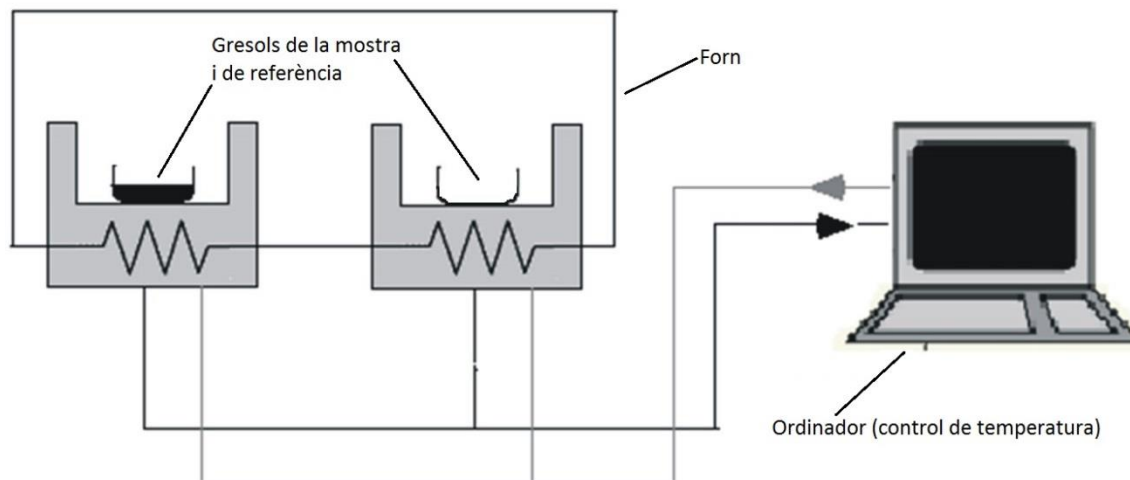 Gresols de la mostra
i de referència
Forn
Ordinador (control de temperatura)